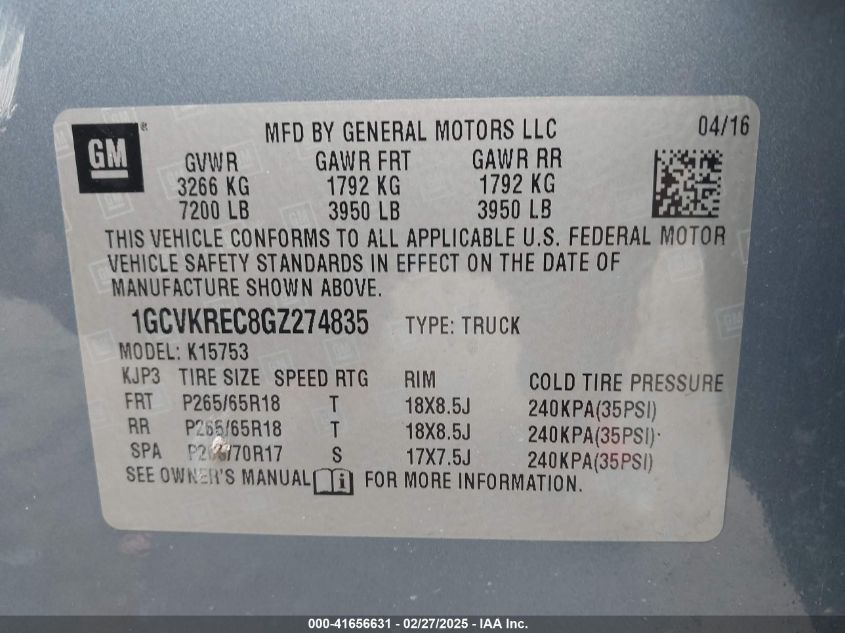 GM
MFD BY GENERAL MOTORS LLC 04/16
GVWR GAWR FRT GAWR RR
3266 KG 1792 KG 1792 KG
7200 LB 3950 LB 3950 LB
THIS VEHICLE CONFORMS TO ALL APPLICABLE U.S. FEDERAL MOTOR
VEHICLE SAFETY STANDARDS IN EFFECT ON THE DATE OF
MANUFACTURE SHOWN ABOVE.
1GCVKREC8GZ274835 TYPE: TRUCK
MODEL: K15753
KJP3 TIRE SIZE SPEED RTG RIM COLD TIRE PRESSURE
FRT P265/65R18 T 18X8.5J 240KPA(35PSI)
RR P265/65R18 T 18X8.5J 240KPA(35PSI)
SPA S 17X7.5J 240KPA(35PSI)
SEE OWNER'S MANUAL i FOR MORE INFORMATION.
000-41656631 - 02/27/2025 - IAA Inc.